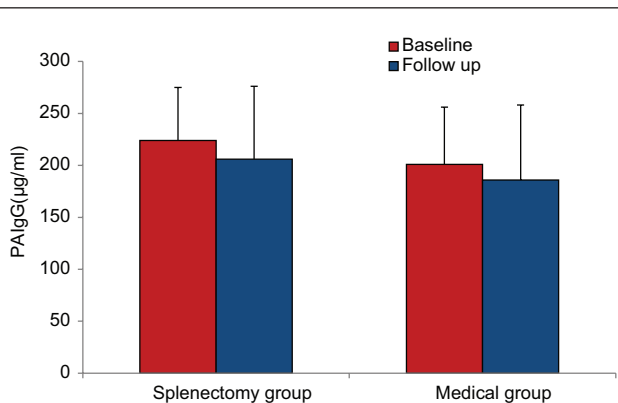 Baseline
Follow up
300
250
200
150
100
50
0
PAIgG(µg/ml)
Splenectomy group
Medical group